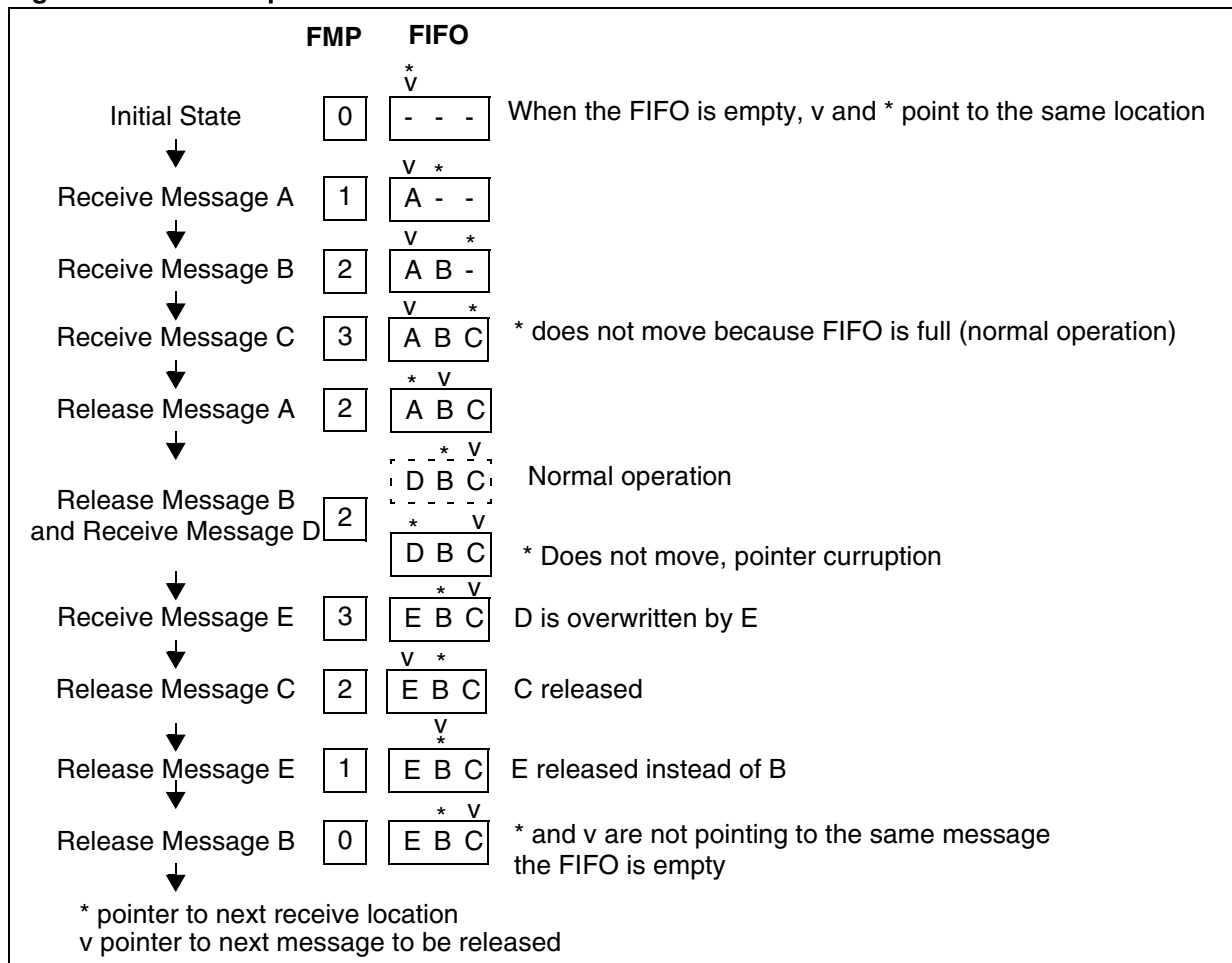 FMP FIFO
*
v
Initial State 0 - - - When the FIFO is empty, v and * point to the same location
v *
Receive Message A 1 A - -
v *
Receive Message B 2 A B -
v *
Receive Message C 3 A B C * does not move because FIFO is full (normal operation)
* v
Release Message A 2 A B C
* v
D B C Normal operation
Release Message B
and Receive Message D 2
* v
D B C * Does not move, pointer curruption
* v
Receive Message E 3 E B C D is overwritten by E
v *
Release Message C 2 E B C C released
v
*
Release Message E 1 E B C E released instead of B
* v
Release Message B 0 E B C * and v are not pointing to the same message
the FIFO is empty
* pointer to next receive location
v pointer to next message to be released